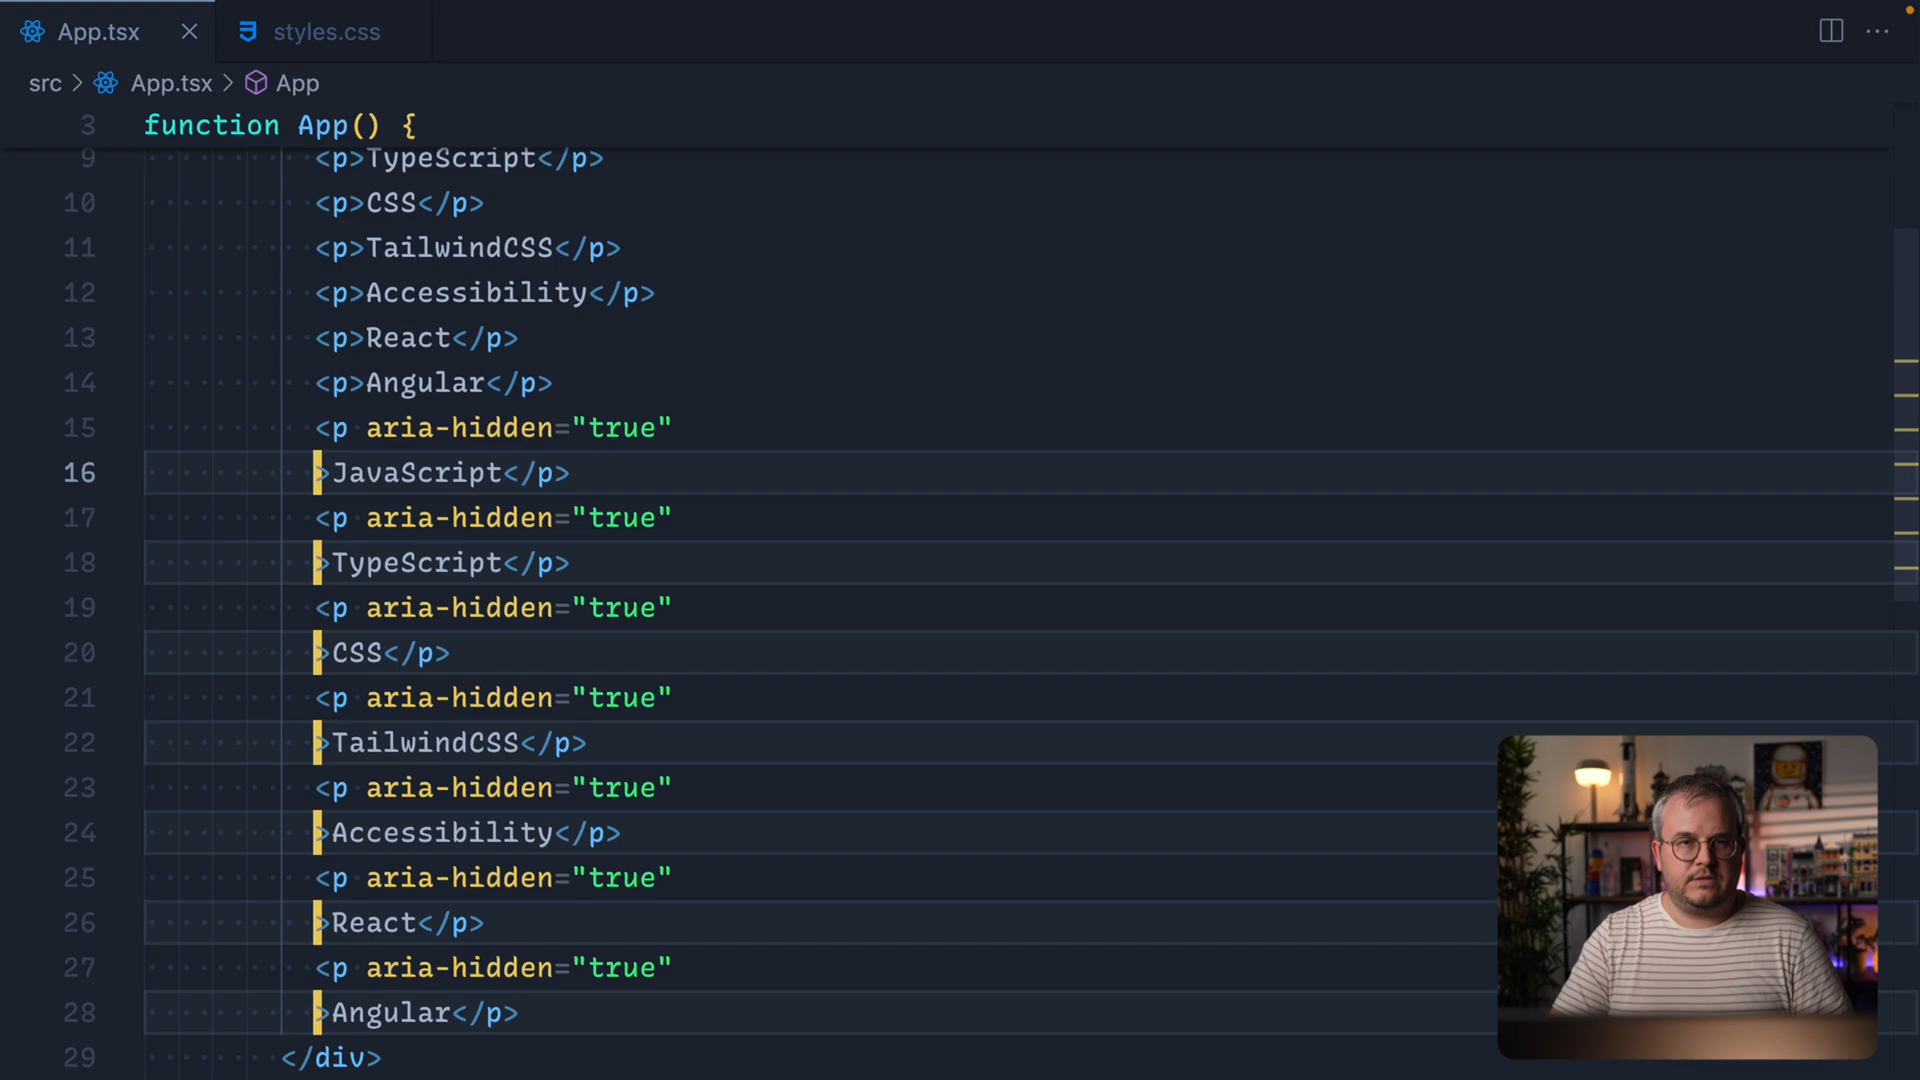 App.tsx
styles.css
src > App.tsx > App
3 function App() {
9 <p>TypeScript</p>
10 <p>CSS</p>
11 <p>TailwindCSS</p>
12 <p>Accessibility</p>
13 <p>React</p>
14 <p>Angular</p>
15 <p aria-hidden="true"
16 >JavaScript</p>
17 <p aria-hidden="true"
18 >TypeScript</p>
19 <p aria-hidden="true"
20 >CSS</p>
21 <p aria-hidden="true"
22 >TailwindCSS</p>
23 <p aria-hidden="true"
24 >Accessibility</p>
25 <p aria-hidden="true"
26 >React</p>
27 <p aria-hidden="true"
28 >Angular</p>
29 </div>